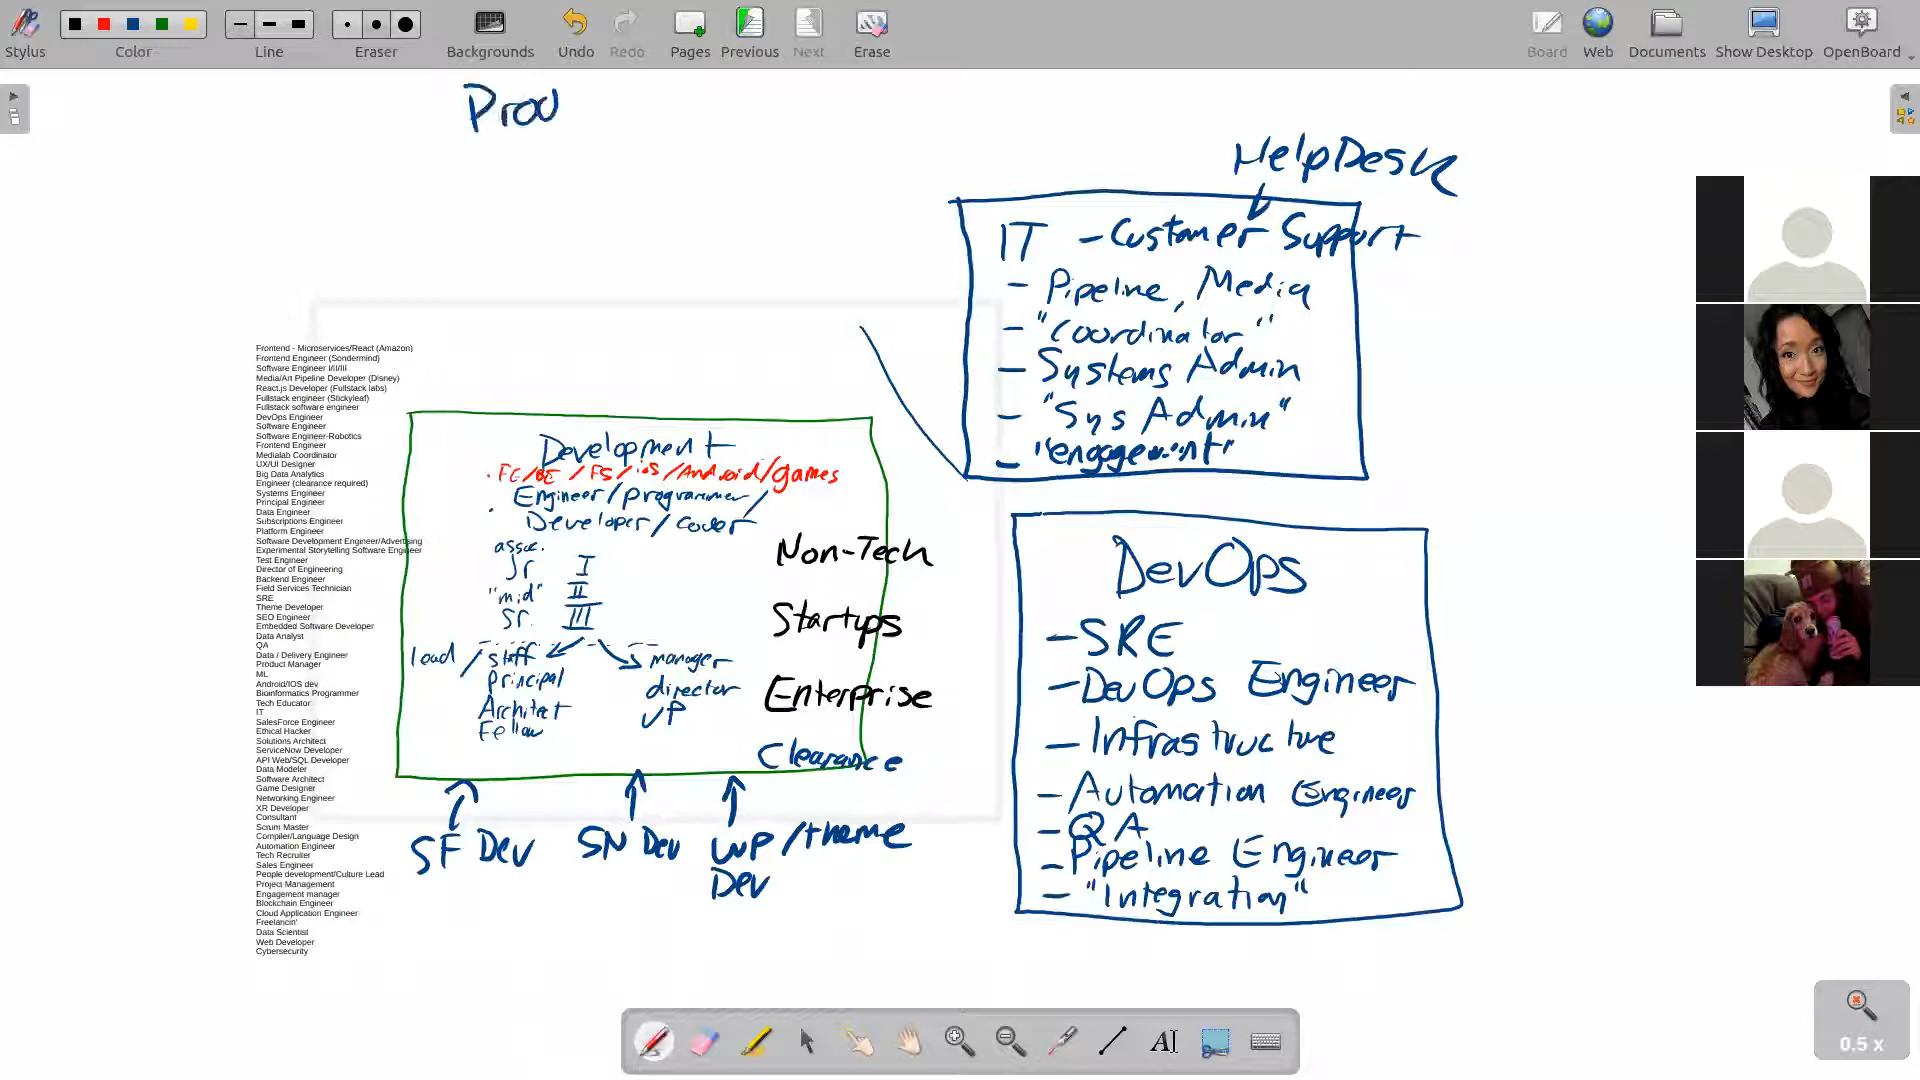 Stylus
Color
Line
Eraser
Backgrounds
Undo
Redo
Pages
Previous
Next
Erase
Board
Web
Documents
Show Desktop
OpenBoard
Prod
HelpDesk
IT - Customer Support
- Pipeline, Media
- "Coordinator"
- Systems Admin
- "Sys Admin"
- "engagement"
Frontend - Microservices/React (Amazon)
Frontend Engineer (Sondermind)
Software Engineer I/II/III
Media/Art Pipeline Developer (Disney)
React.js Developer (Fullstack labs)
Fullstack engineer (Stickyleaf)
Fullstack software engineer
DevOps Engineer
Software Engineer
Software Engineer-Robotics
Frontend Engineer
Medialab Coordinator
UX/UI Designer
Big Data Analytics
Engineer (clearance required)
Systems Engineer
Principal Engineer
Data Engineer
Subscriptions Engineer
Platform Engineer
Software Development Engineer/Advertising
Experimental Storytelling Software Engineer
Test Engineer
Director of Engineering
Backend Engineer
Field Services Technician
SRE
Theme Developer
SEO Engineer
Embedded Software Developer
Data Analyst
QA
Data / Delivery Engineer
Product Manager
ML
Android/IOS dev
Bioinformatics Programmer
Tech Educator
IT
SalesForce Engineer
Ethical Hacker
Solutions Architect
ServiceNow Developer
API Web/SQL Developer
Data Modeler
Software Architect
Game Designer
Networking Engineer
XR Developer
Consultant
Scrum Master
Compiler/Language Design
Automation Engineer
Tech Recruiter
Sales Engineer
People development/Culture Lead
Project Management
Engagement manager
Blockchain Engineer
Cloud Application Engineer
Freelancin'
Data Scientist
Web Developer
Cybersecurity
Development
FE/BE/FS/iOS/Android/games
Engineer/programmer/
Developer/coder
assoc.
Jr I
"mid" II
Sr. III
lead / Staff
Principal
Architect
Fellow
manager
director
VP
Non-Tech
Startups
Enterprise
Clearance
SF Dev
SN Dev
WP/theme
Dev
DevOps
- SRE
- DevOps Engineer
- Infrastructure
- Automation Engineer
- QA
- Pipeline Engineer
- "Integration"
0.5 x